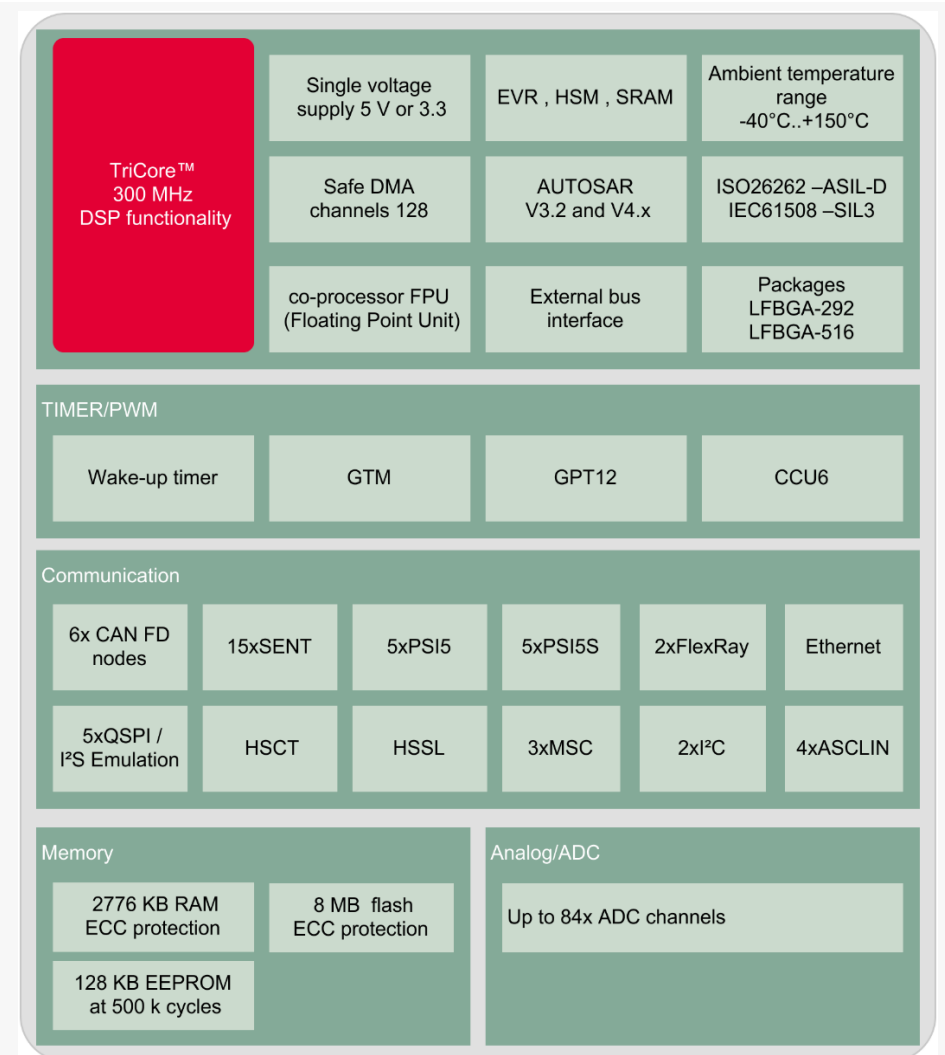 TriCore™
300 MHz
DSP functionality
Single voltage
supply 5 V or 3.3
EVR , HSM , SRAM
Ambient temperature
range
-40°C..+150°C
Safe DMA
channels 128
AUTOSAR
V3.2 and V4.x
ISO26262 –ASIL-D
IEC61508 –SIL3
co-processor FPU
(Floating Point Unit)
External bus
interface
Packages
LFBGA-292
LFBGA-516
TIMER/PWM
Wake-up timer
GTM
GPT12
CCU6
Communication
6x CAN FD
nodes
15xSENT
5xPSI5
5xPSI5S
2xFlexRay
Ethernet
5xQSPI /
I²S Emulation
HSCT
HSSL
3xMSC
2xI²C
4xASCLIN
Memory
2776 KB RAM
ECC protection
8 MB  flash
ECC protection
128 KB EEPROM
at 500 k cycles
Analog/ADC
Up to 84x ADC channels